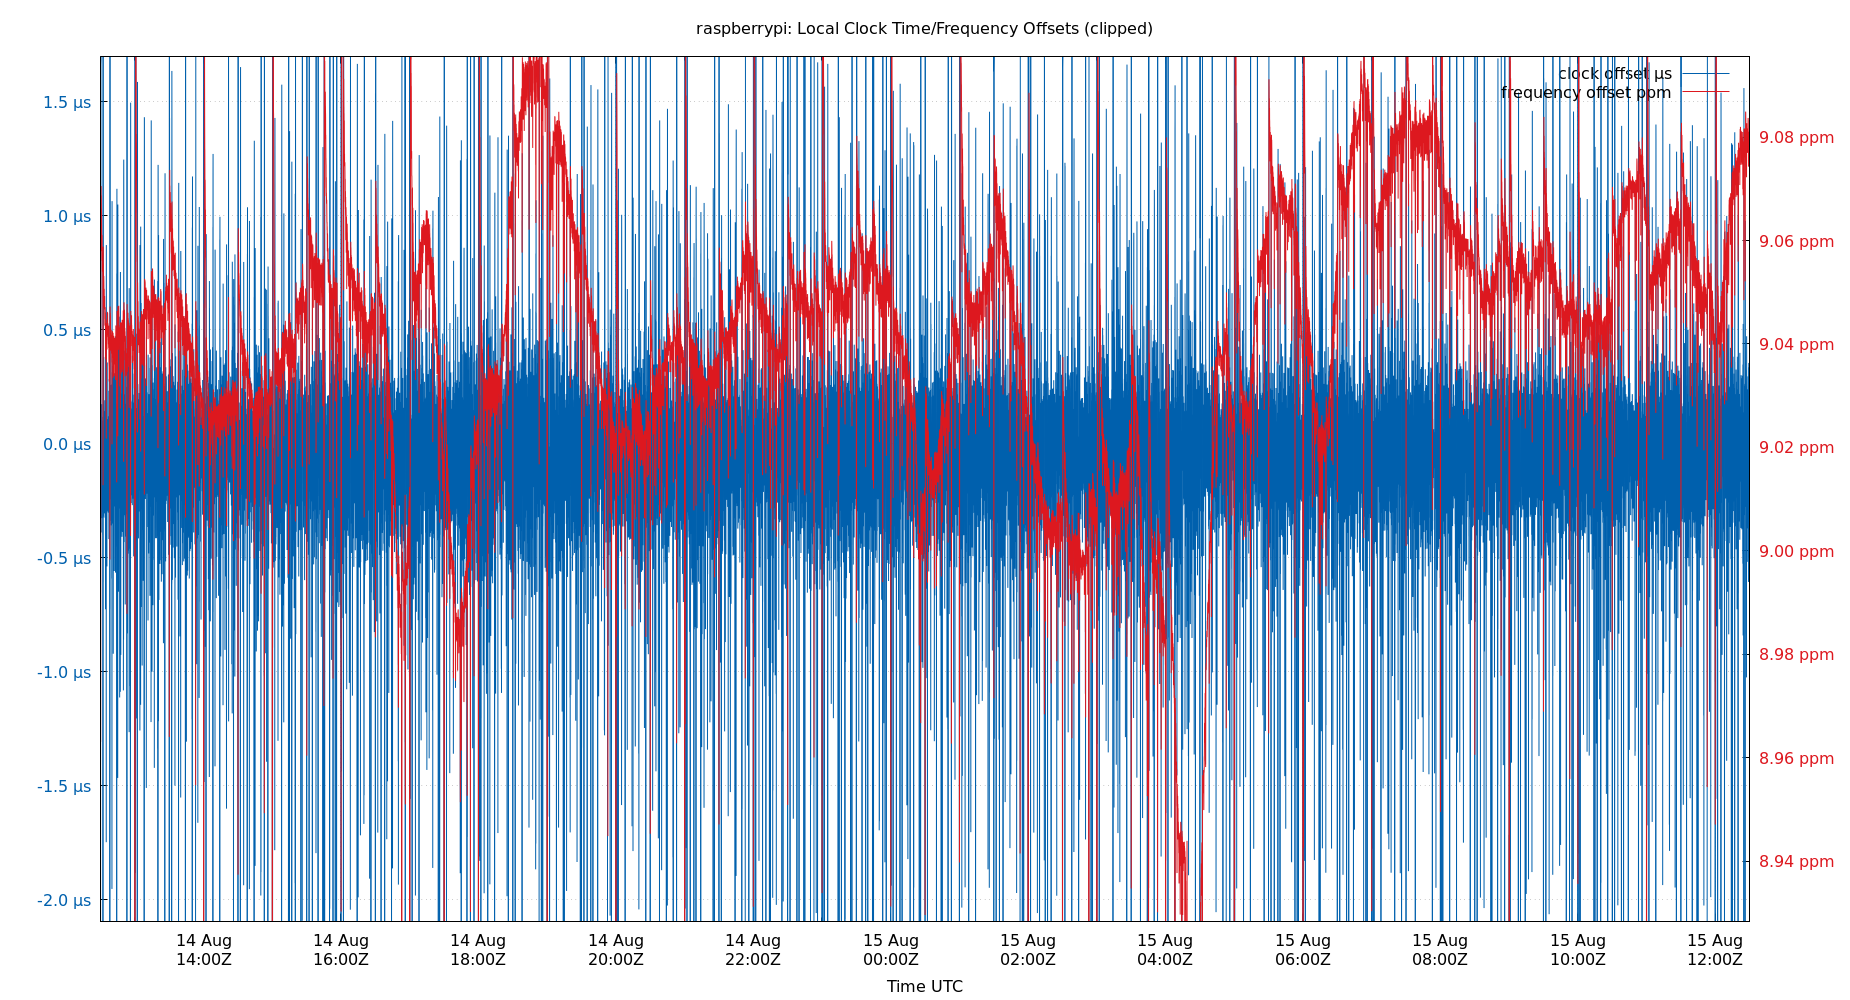 raspberrypi: Local Clock Time/Frequency Offsets (clipped)
clock offset µs
frequency offset ppm
1.5 µs
1.0 µs
0.5 µs
0.0 µs
-0.5 µs
-1.0 µs
-1.5 µs
-2.0 µs
9.08 ppm
9.06 ppm
9.04 ppm
9.02 ppm
9.00 ppm
8.98 ppm
8.96 ppm
8.94 ppm
14 Aug 14 Aug 14 Aug 14 Aug 14 Aug 15 Aug 15 Aug 15 Aug 15 Aug 15 Aug 15 Aug 15 Aug
14:00Z 16:00Z 18:00Z 20:00Z 22:00Z 00:00Z 02:00Z 04:00Z 06:00Z 08:00Z 10:00Z 12:00Z
Time UTC